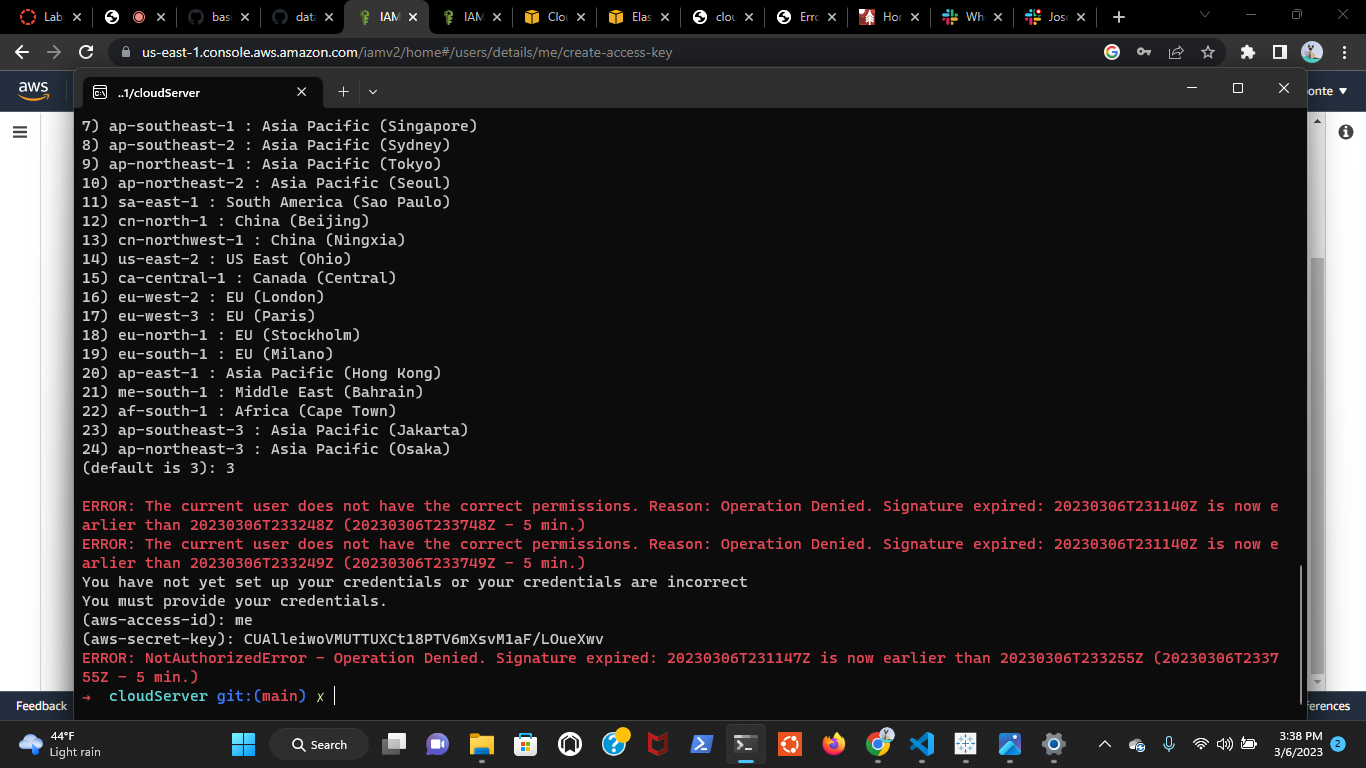 Lab
basi
data
IAM
IAM
Clou
Elas
clou
Erro
Hor
Whe
Jose
us-east-1.console.aws.amazon.com/iamv2/home#/users/details/me/create-access-key
aws
..1/cloudServer
onte
7) ap-southeast-1 : Asia Pacific (Singapore)
8) ap-southeast-2 : Asia Pacific (Sydney)
9) ap-northeast-1 : Asia Pacific (Tokyo)
10) ap-northeast-2 : Asia Pacific (Seoul)
11) sa-east-1 : South America (Sao Paulo)
12) cn-north-1 : China (Beijing)
13) cn-northwest-1 : China (Ningxia)
14) us-east-2 : US East (Ohio)
15) ca-central-1 : Canada (Central)
16) eu-west-2 : EU (London)
17) eu-west-3 : EU (Paris)
18) eu-north-1 : EU (Stockholm)
19) eu-south-1 : EU (Milano)
20) ap-east-1 : Asia Pacific (Hong Kong)
21) me-south-1 : Middle East (Bahrain)
22) af-south-1 : Africa (Cape Town)
23) ap-southeast-3 : Asia Pacific (Jakarta)
24) ap-northeast-3 : Asia Pacific (Osaka)
(default is 3): 3
ERROR: The current user does not have the correct permissions. Reason: Operation Denied. Signature expired: 20230306T231140Z is now e
arlier than 20230306T233248Z (20230306T233748Z - 5 min.)
ERROR: The current user does not have the correct permissions. Reason: Operation Denied. Signature expired: 20230306T231140Z is now e
arlier than 20230306T233249Z (20230306T233749Z - 5 min.)
You have not yet set up your credentials or your credentials are incorrect
You must provide your credentials.
(aws-access-id): me
(aws-secret-key): CUAlleiwoVMUTTUXCt18PTV6mXsvM1aF/LOueXwv
ERROR: NotAuthorizedError - Operation Denied. Signature expired: 20230306T231147Z is now earlier than 20230306T233255Z (20230306T2337
55Z - 5 min.)
→ cloudServer git:(main) ✗
Feedback
erences
44°F
Light rain
Search
3:38 PM
3/6/2023
2